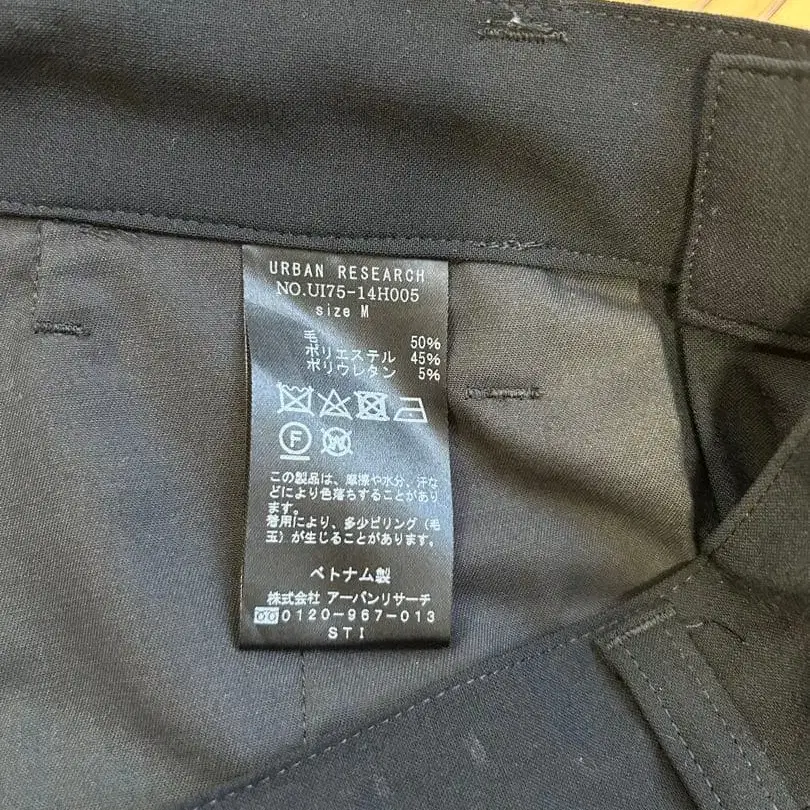 URBAN RESEARCH
NO.UI75-14H005
size M
毛 50%
ポリエステル 45%
ポリウレタン 5%
F
W
この製品は、摩擦や水分、汗な
どにより色落ちすることがあり
ます。
着用により、多少ピリング(毛
玉)が生じることがあります。
ベトナム製
株式会社 アーバンリサーチ
0120-967-013
STI